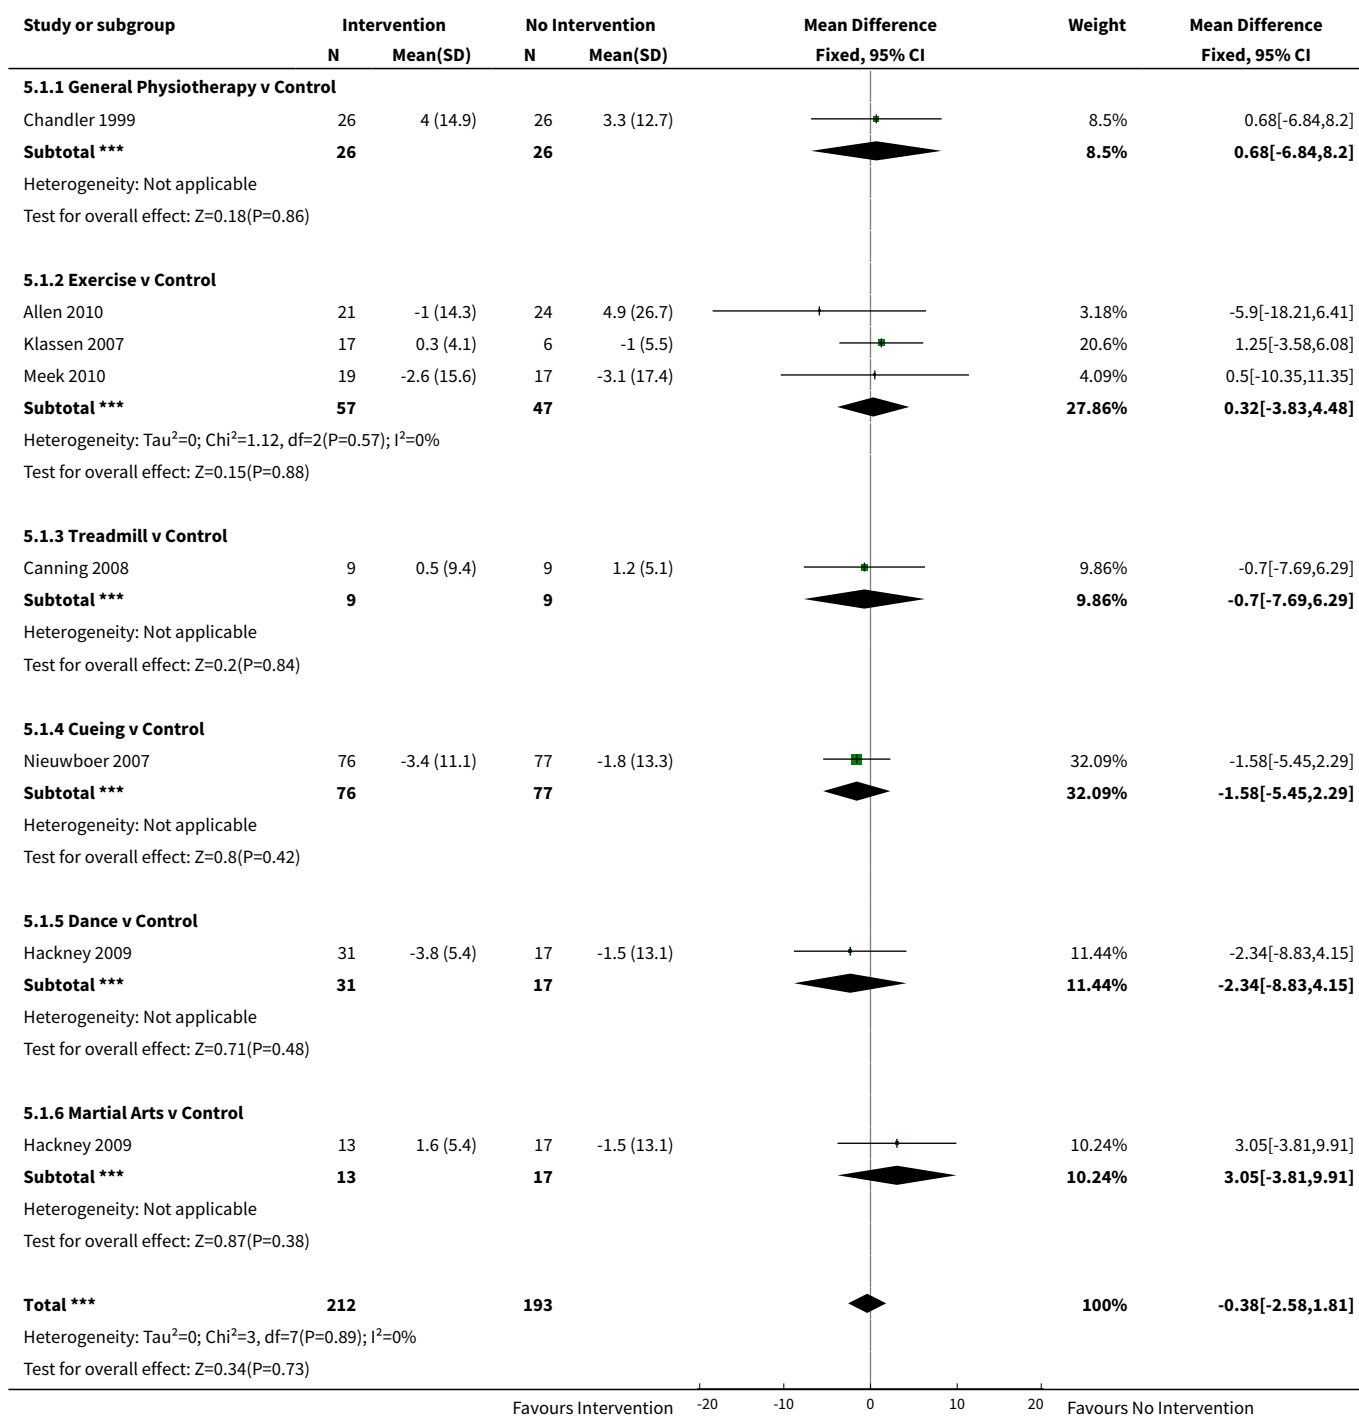 Study or subgroup Intervention No Intervention Mean Difference Weight Mean Difference
N Mean(SD) N Mean(SD) Fixed, 95% CI Fixed, 95% CI
5.1.1 General Physiotherapy v Control
Chandler 1999 26 4 (14.9) 26 3.3 (12.7) 8.5% 0.68[-6.84,8.2]
Subtotal *** 26 26 8.5% 0.68[-6.84,8.2]
Heterogeneity: Not applicable
Test for overall effect: Z=0.18(P=0.86)
5.1.2 Exercise v Control
Allen 2010 21 -1 (14.3) 24 4.9 (26.7) 3.18% -5.9[-18.21,6.41]
Klassen 2007 17 0.3 (4.1) 6 -1 (5.5) 20.6% 1.25[-3.58,6.08]
Meek 2010 19 -2.6 (15.6) 17 -3.1 (17.4) 4.09% 0.5[-10.35,11.35]
Subtotal *** 57 47 27.86% 0.32[-3.83,4.48]
Heterogeneity: Tau²=0; Chi²=1.12, df=2(P=0.57); I²=0%
Test for overall effect: Z=0.15(P=0.88)
5.1.3 Treadmill v Control
Canning 2008 9 0.5 (9.4) 9 1.2 (5.1) 9.86% -0.7[-7.69,6.29]
Subtotal *** 9 9 9.86% -0.7[-7.69,6.29]
Heterogeneity: Not applicable
Test for overall effect: Z=0.2(P=0.84)
5.1.4 Cueing v Control
Nieuwboer 2007 76 -3.4 (11.1) 77 -1.8 (13.3) 32.09% -1.58[-5.45,2.29]
Subtotal *** 76 77 32.09% -1.58[-5.45,2.29]
Heterogeneity: Not applicable
Test for overall effect: Z=0.8(P=0.42)
5.1.5 Dance v Control
Hackney 2009 31 -3.8 (5.4) 17 -1.5 (13.1) 11.44% -2.34[-8.83,4.15]
Subtotal *** 31 17 11.44% -2.34[-8.83,4.15]
Heterogeneity: Not applicable
Test for overall effect: Z=0.71(P=0.48)
5.1.6 Martial Arts v Control
Hackney 2009 13 1.6 (5.4) 17 -1.5 (13.1) 10.24% 3.05[-3.81,9.91]
Subtotal *** 13 17 10.24% 3.05[-3.81,9.91]
Heterogeneity: Not applicable
Test for overall effect: Z=0.87(P=0.38)
Total *** 212 193 100% -0.38[-2.58,1.81]
Heterogeneity: Tau²=0; Chi²=3, df=7(P=0.89); I²=0%
Test for overall effect: Z=0.34(P=0.73)
Favours Intervention -20 -10 0 10 20 Favours No Intervention